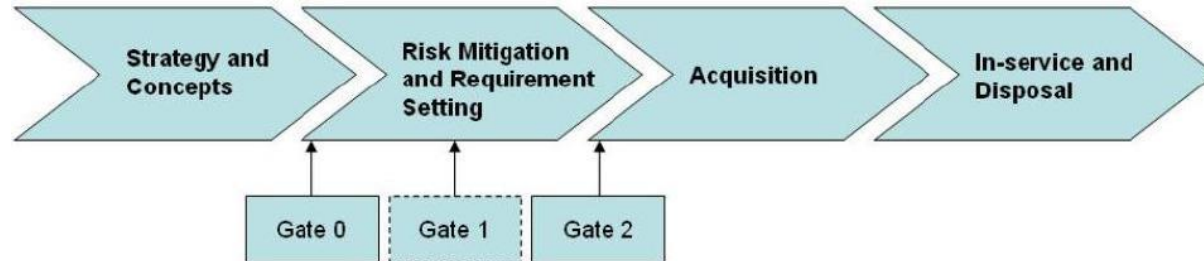 Strategy and
Concepts
Risk Mitigation
and Requirement
Setting
Acquisition
In-service and
Disposal
Gate 0
Gate 1
Gate 2